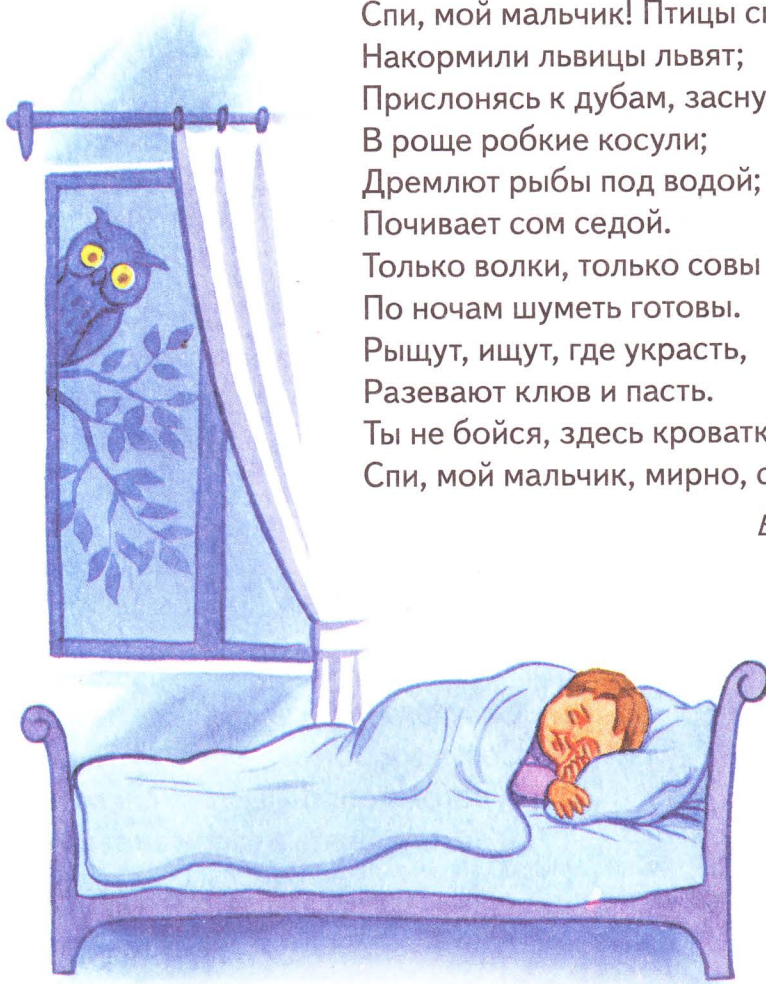 Спи, мой мальчик! Птицы
Накормили львицы львят;
Прислонясь к дубам,
В роще робкие косули;
Дремлют рыбы под водой;
Почивает сом седой.
Только волки, только совы
По ночам шуметь готовы.
Рыщут, ищут, где украсть,
Разевают клюв и пасть.
Ты не бойся, здесь
Спи, мой мальчик, мирно,